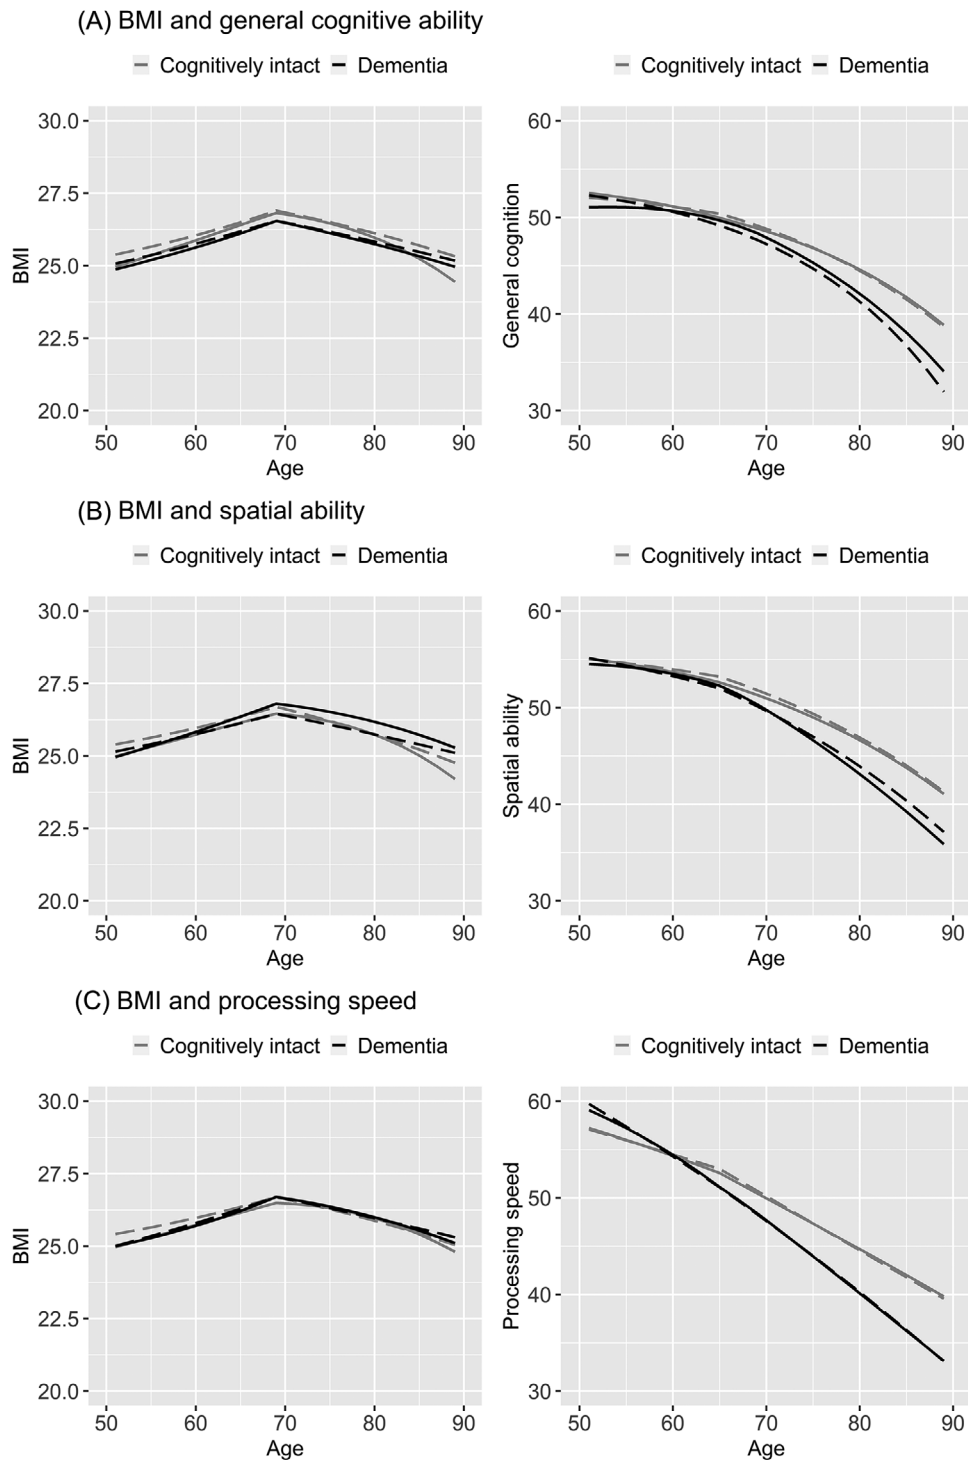 (A) BMI and general cognitive ability
Cognitively intact Dementia
Cognitively intact Dementia
30.0
27.5
25.0
22.5
20.0
BMI
50 60 70 80 90
Age
60
50
40
30
General cognition
50 60 70 80 90
Age
(B) BMI and spatial ability
Cognitively intact Dementia
Cognitively intact Dementia
30.0
27.5
25.0
22.5
20.0
BMI
50 60 70 80 90
Age
60
50
40
30
Spatial ability
50 60 70 80 90
Age
(C) BMI and processing speed
Cognitively intact Dementia
Cognitively intact Dementia
30.0
27.5
25.0
22.5
20.0
BMI
50 60 70 80 90
Age
60
50
40
30
Processing speed
50 60 70 80 90
Age